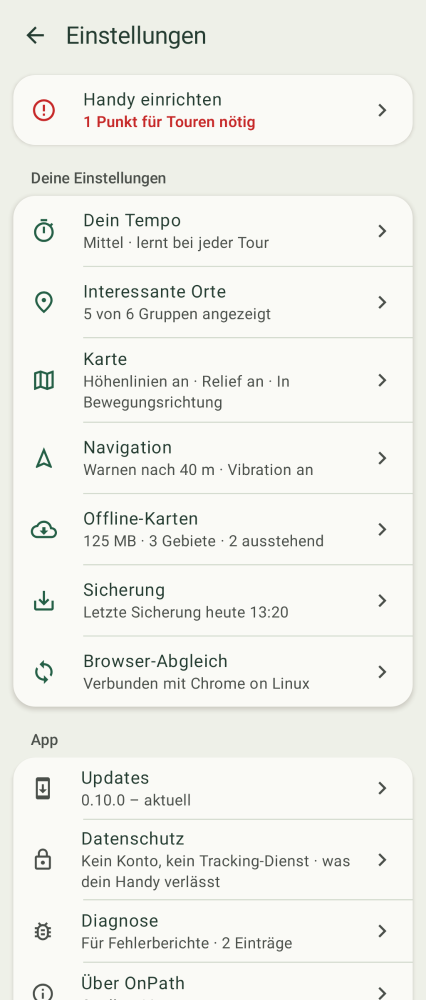 Einstellungen
Handy einrichten
1 Punkt für Touren nötig
Deine Einstellungen
Dein Tempo
Mittel · lernt bei jeder Tour
Interessante Orte
5 von 6 Gruppen angezeigt
Karte
Höhenlinien an · Relief an · In
Bewegungsrichtung
Navigation
Warnen nach 40 m · Vibration an
Offline-Karten
125 MB · 3 Gebiete · 2 ausstehend
Sicherung
Letzte Sicherung heute 13:20
Browser-Abgleich
Verbunden mit Chrome on Linux
App
Updates
0.10.0 – aktuell
Datenschutz
Kein Konto, kein Tracking-Dienst · was
dein Handy verlässt
Diagnose
Für Fehlerberichte · 2 Einträge
Über OnPath